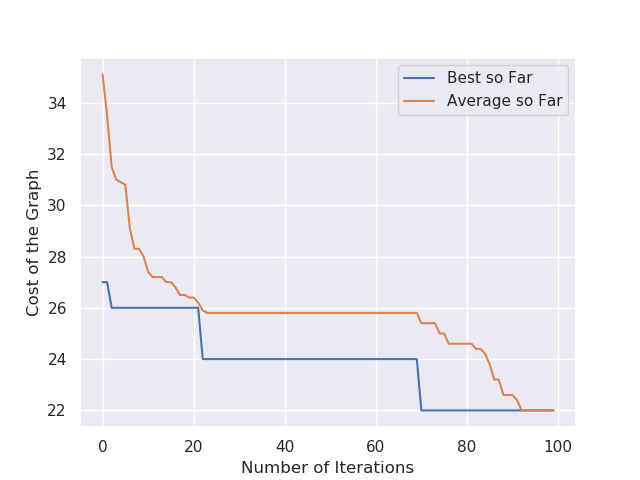 Best so Far
Average so Far
Cost of the Graph
34
32
30
28
26
24
22
0 20 40 60 80 100
Number of Iterations